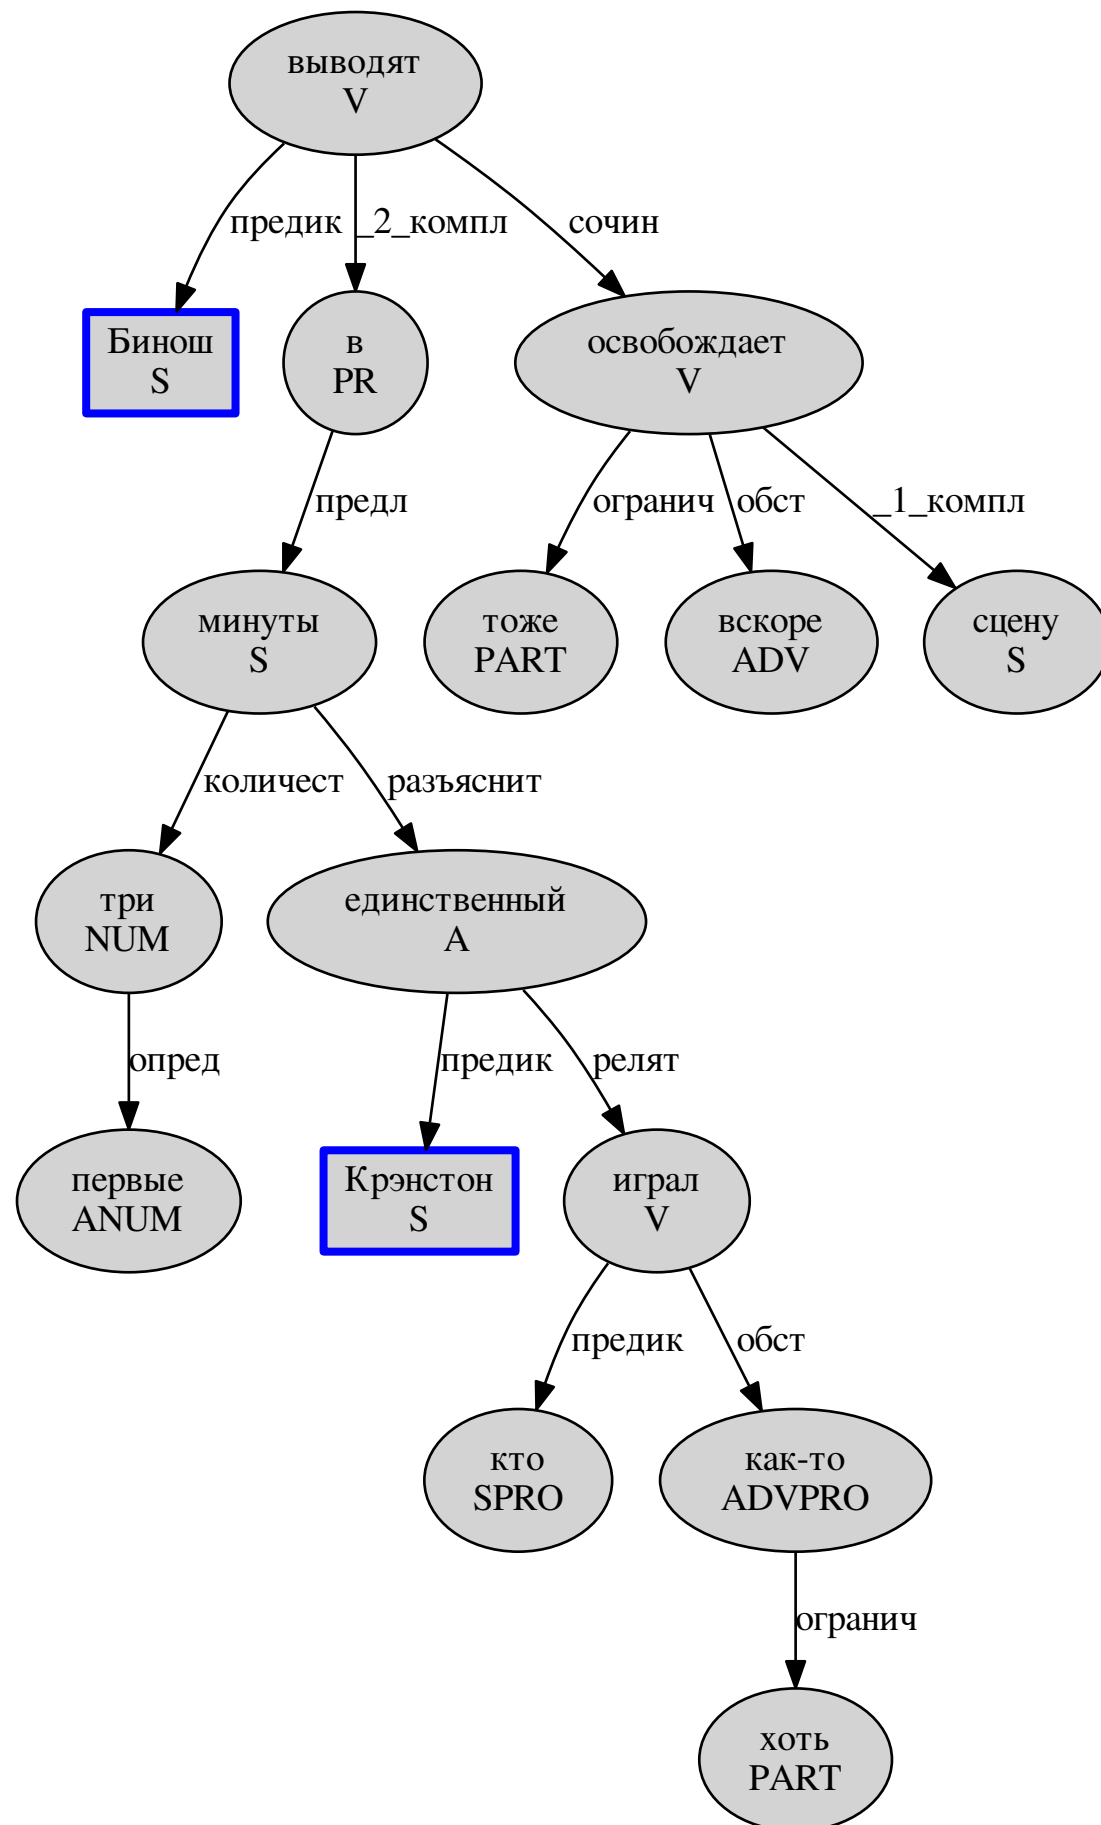 выводят
V
предик
_2_компл
сочин
Бинош
S
в
PR
освобождает
V
предл
огранич
обст
_1_компл
минуты
S
тоже
PART
вскоре
ADV
сцену
S
количест
разъяснит
три
NUM
единственный
A
опред
предик
релят
первые
ANUM
Крэнстон
S
играл
V
предик
обст
кто
SPRO
как-то
ADVPRO
огранич
хоть
PART